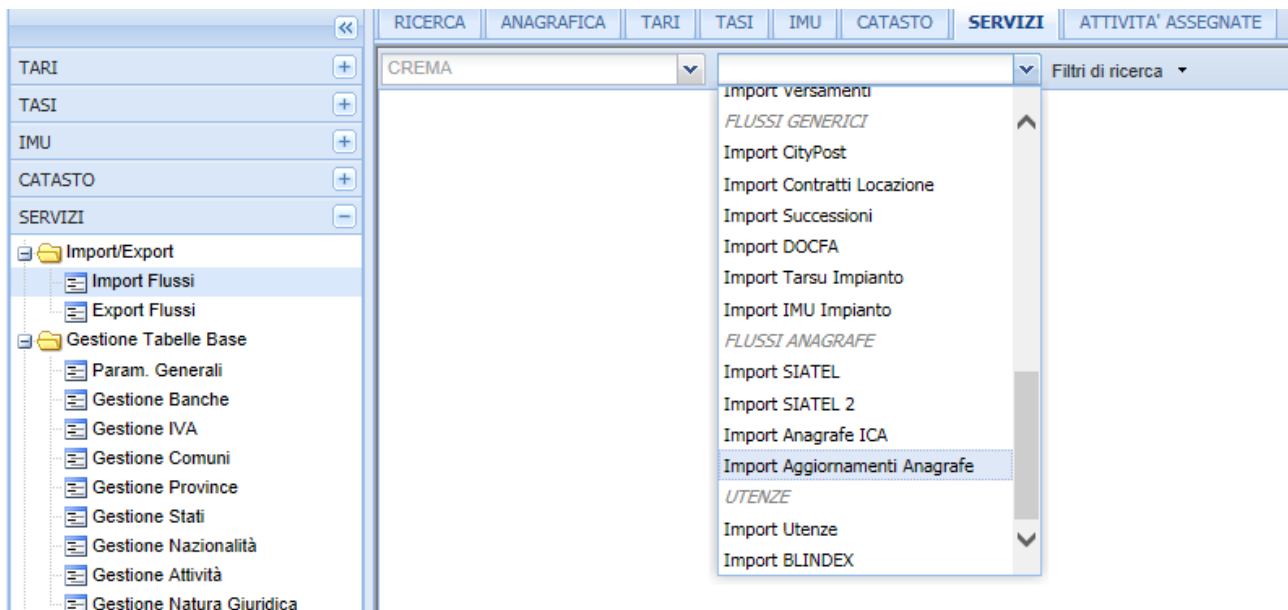 RICERCA ANAGRAFICA TARI TASI IMU CATASTO SERVIZI ATTIVITA' ASSEGNATE
TARI
TASI
IMU
CATASTO
SERVIZI
Import/Export
Import Flussi
Export Flussi
Gestione Tabelle Base
Param. Generali
Gestione Banche
Gestione IVA
Gestione Comuni
Gestione Province
Gestione Stati
Gestione Nazionalità
Gestione Attività
Gestione Natura Giuridica
CREMA Filtri di ricerca
Import Versamenti
FLUSSI GENERICI
Import CityPost
Import Contratti Locazione
Import Successioni
Import DOCFA
Import Tarsu Impianto
Import IMU Impianto
FLUSSI ANAGRAFE
Import SIATEL
Import SIATEL 2
Import Anagrafe ICA
Import Aggiornamenti Anagrafe
UTENZE
Import Utenze
Import BLINDEX